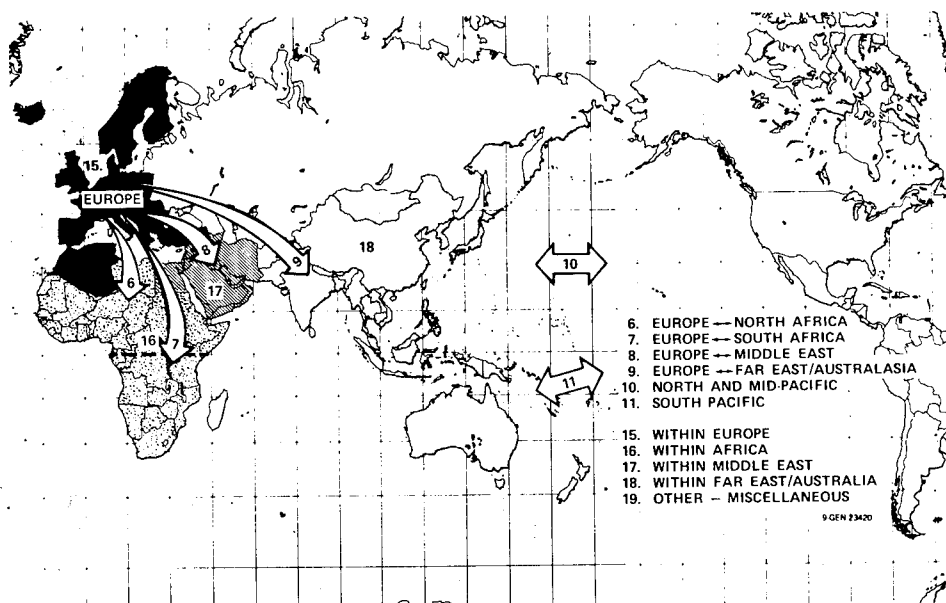 15.
EUROPE
18
8
9
6
17
10
16
7
11
6. EUROPE↔NORTH AFRICA
7. EUROPE↔SOUTH AFRICA
8. EUROPE↔MIDDLE EAST
9. EUROPE↔FAR EAST/AUSTRALASIA
10. NORTH AND MID-PACIFIC
11. SOUTH PACIFIC
15. WITHIN EUROPE
16. WITHIN AFRICA
17. WITHIN MIDDLE EAST
18. WITHIN FAR EAST/AUSTRALIA
19. OTHER – MISCELLANEOUS
9-GEN 23420